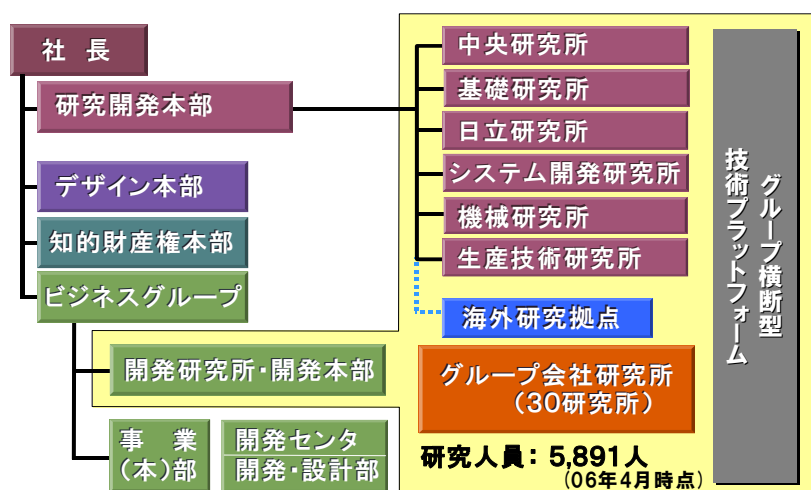 社 長
研究開発本部
デザイン本部
知的財産権本部
ビジネスグループ
開発研究所・開発本部
事 業
(本)部
開発センタ
開発・設計部
中央研究所
基礎研究所
日立研究所
システム開発研究所
機械研究所
生産技術研究所
海外研究拠点
グループ会社研究所
(30研究所)
研究人員: 5,891人
(06年4月時点)
グループ横断型
技術プラットフォーム